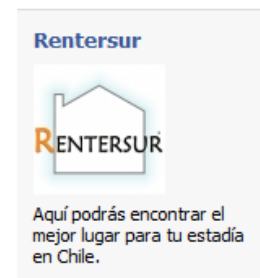 Rentersur
RENTERSUR
Aquí podrás encontrar el
mejor lugar para tu estadía
en Chile.